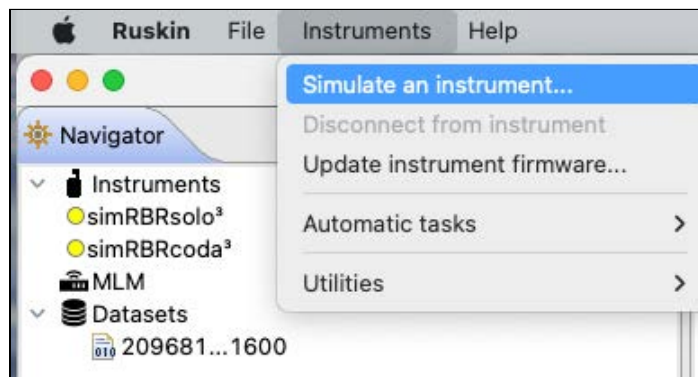 Ruskin File Instruments Help
Simulate an instrument...
Disconnect from instrument
Update instrument firmware...
Automatic tasks
Utilities
Navigator
Instruments
simRBRsolo³
simRBRcoda³
MLM
Datasets
010 209681...1600